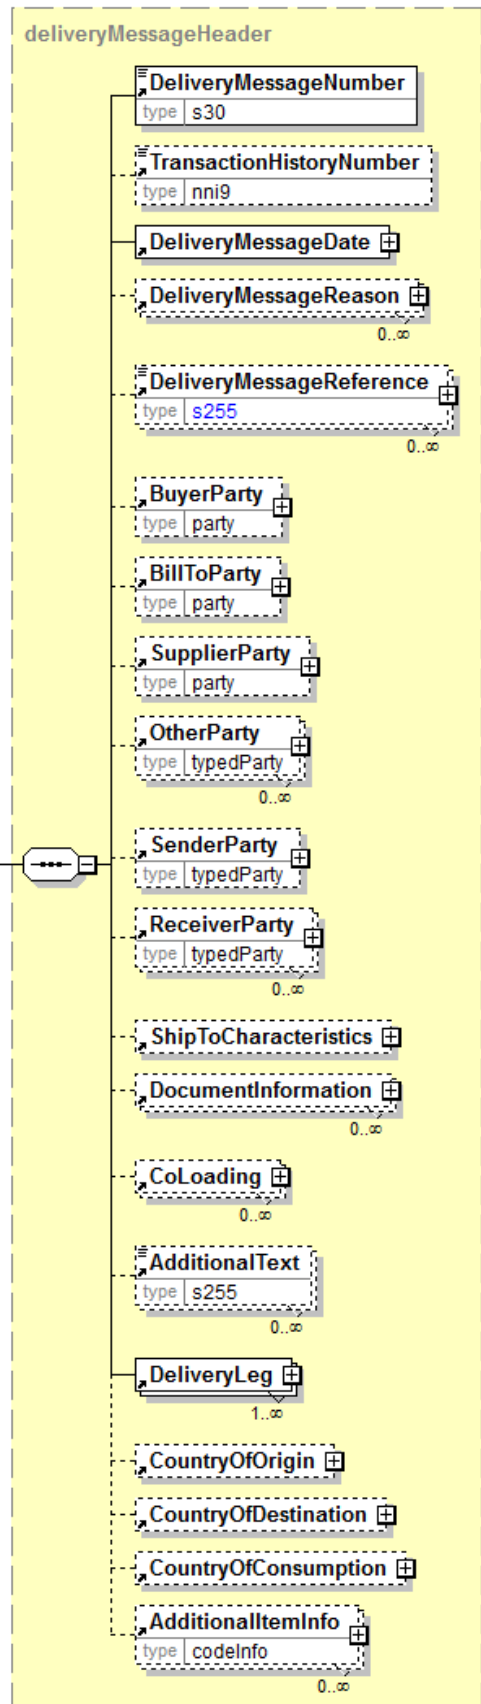 deliveryMessageHeader
DeliveryMessageNumber
type s30
TransactionHistoryNumber
type nni9
DeliveryMessageDate
DeliveryMessageReason
0..∞
DeliveryMessageReference
type s255
0..∞
BuyerParty
type party
BillToParty
type party
SupplierParty
type party
OtherParty
type typedParty
0..∞
SenderParty
type typedParty
ReceiverParty
type typedParty
0..∞
ShipToCharacteristics
DocumentInformation
0..∞
CoLoading
0..∞
AdditionalText
type s255
0..∞
DeliveryLeg
1..∞
CountryOfOrigin
CountryOfDestination
CountryOfConsumption
AdditionalItemInfo
type codeInfo
0..∞